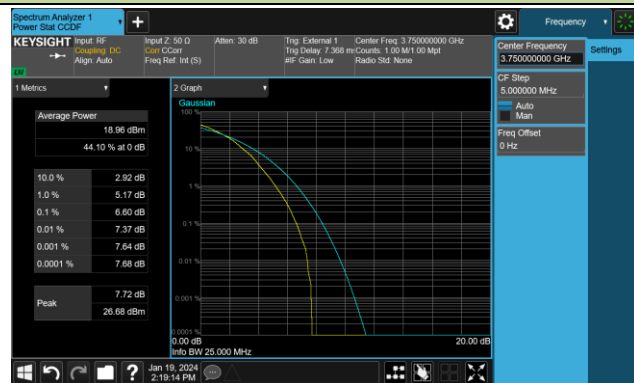 Spectrum Analyzer 1
Power Stat CCDF
Frequency
KEYSIGHT
Input: RF
Coupling: DC
Align: Auto
Input Z: 50 Ω
Corr CCorr
Freq Ref: Int (S)
Atten: 30 dB
Trig: External 1
Trig Delay: 7.368 m
#IF Gain: Low
Center Freq: 3.750000000 GHz
Counts: 1.00 M/1.00 Mpt
Radio Std: None
LW
Center Frequency
3.750000000 GHz
Settings
CF Step
5.000000 MHz
Auto
Man
Freq Offset
0 Hz
1 Metrics
Average Power
18.96 dBm
44.10 % at 0 dB
10.0 % 2.92 dB
1.0 % 5.17 dB
0.1 % 6.60 dB
0.01 % 7.37 dB
0.001 % 7.64 dB
0.0001 % 7.68 dB
Peak
7.72 dB
26.68 dBm
2 Graph
Gaussian
100 %
10 %
1 %
0.1 %
0.01 %
0.001 %
0.0001 %
0.00 dB 20.00 dB
Info BW 25.000 MHz
?
Jan 19, 2024
2:19:14 PM